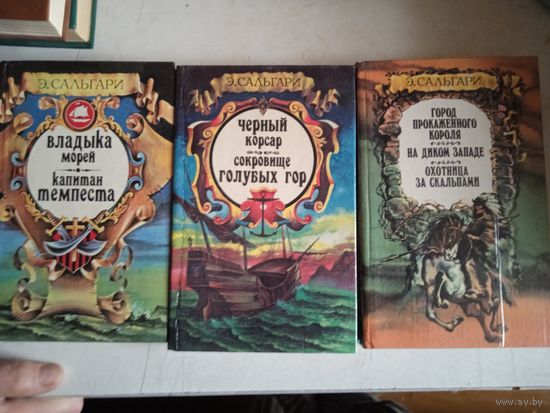 Э. САЛЬГАРИ
ВЛАДЫКА
МОРЕЙ
КАПИТАН
ТЕМПЕСТА
Э. САЛЬГАРИ
ЧЕРНЫЙ
КОРСАР
СОКРОВИЩЕ
ГОЛУБЫХ ГОР
Э. САЛЬГАРИ
ГОРОД
ПРОКАЖЕННОГО
КОРОЛЯ
НА ДИКОМ ЗАПАДЕ
ОХОТНИЦА
ЗА СКАЛЬПАМИ
www.ay.by